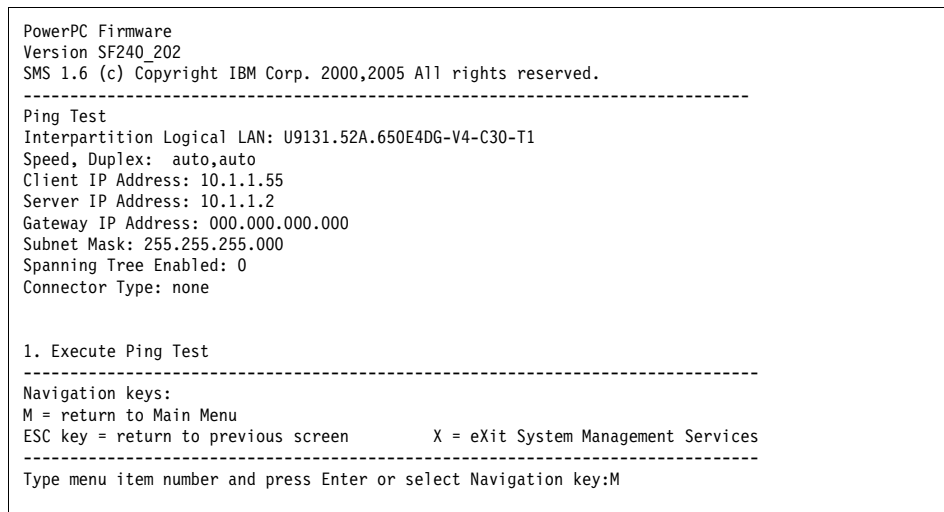 PowerPC Firmware
Version SF240_202
SMS 1.6 (c) Copyright IBM Corp. 2000,2005 All rights reserved.
-------------------------------------------------------------------------------
Ping Test
Interpartition Logical LAN: U9131.52A.650E4DG-V4-C30-T1
Speed, Duplex:  auto,auto
Client IP Address: 10.1.1.55
Server IP Address: 10.1.1.2
Gateway IP Address: 000.000.000.000
Subnet Mask: 255.255.255.000
Spanning Tree Enabled: 0
Connector Type: none
1. Execute Ping Test
--------------------------------------------------------------------------------
Navigation keys:
M = return to Main Menu
ESC key = return to previous screen         X = eXit System Management Services
--------------------------------------------------------------------------------
Type menu item number and press Enter or select Navigation key:M